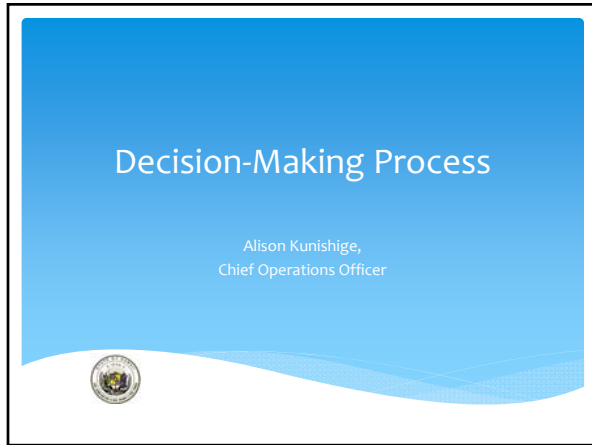 Decision-Making Process
Alison Kunishige,
Chief Operations Officer